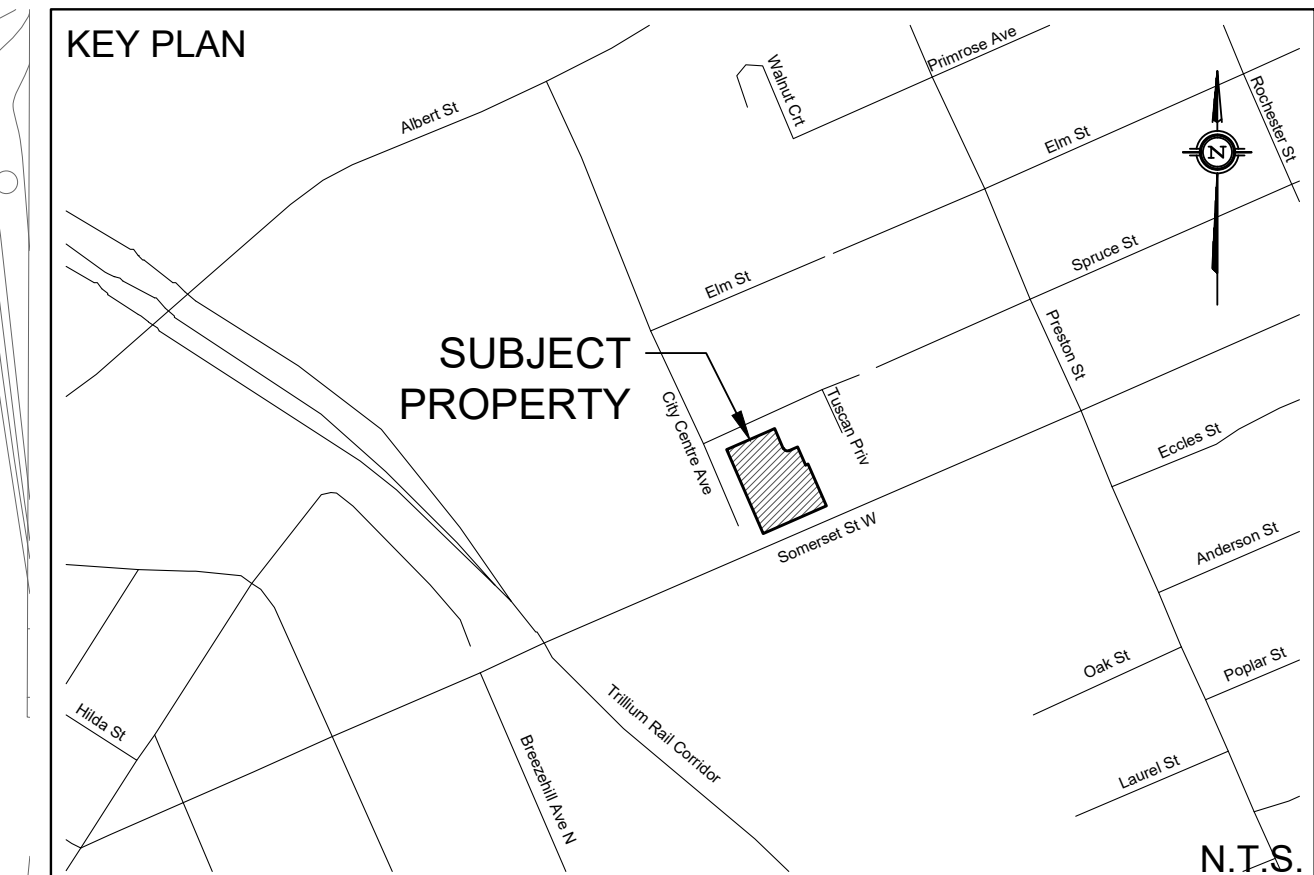 KEY PLAN
Primrose Ave
Walnut Crt
Albert St
Rochester St
Elm St
N
Spruce St
Elm St
Preston St
SUBJECT
PROPERTY
City Centre Ave
Tuscan Priv
Eccles St
Somerset St W
Anderson St
Oak St
Poplar St
Trillium Rail Corridor
Hilda St
Breezehill Ave N
Laurel St
N.T.S.